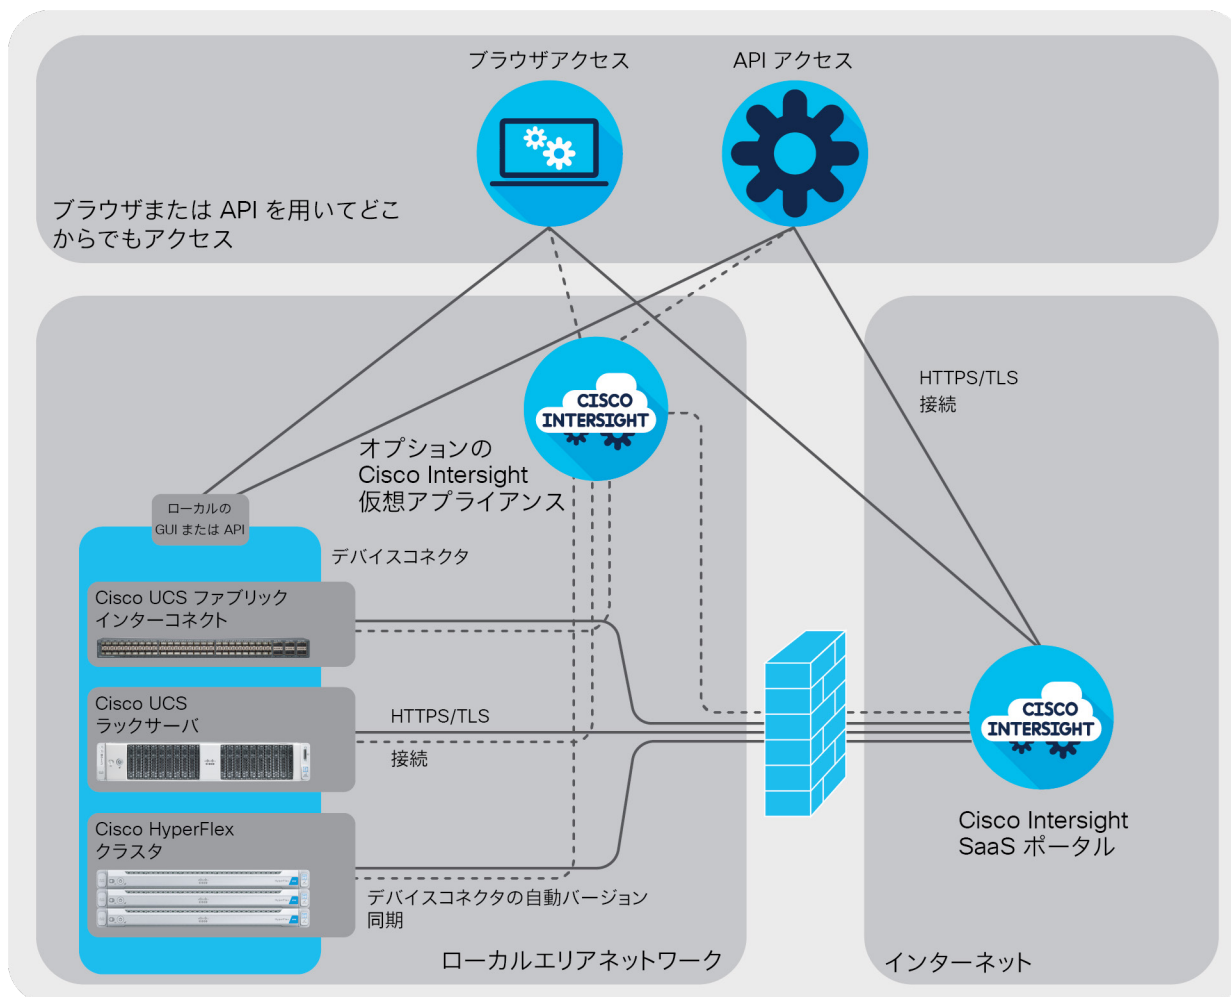 ブラウザアクセス
API アクセス
ブラウザまたは API を用いてどこ
からでもアクセス
HTTPS/TLS
接続
CISCO
INTERSIGHT
オプションの
Cisco Intersight
仮想アプライアンス
ローカルの
GUI または API
デバイスコネクタ
Cisco UCS ファブリック
インターコネクト
Cisco UCS
ラックサーバ
HTTPS/TLS
接続
CISCO
INTERSIGHT
Cisco HyperFlex
クラスタ
Cisco Intersight
SaaS ポータル
デバイスコネクタの自動バージョン
同期
ローカルエリアネットワーク
インターネット